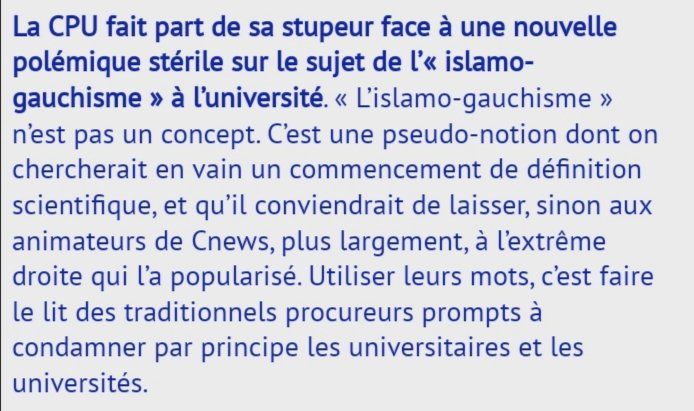 La CPU fait part de sa stupeur face à une nouvelle
polémique stérile sur le sujet de l’« islamo-
gauchisme » à l’université. « L’islamo-gauchisme »
n’est pas un concept. C’est une pseudo-notion dont on
chercherait en vain un commencement de définition
scientifique, et qu’il conviendrait de laisser, sinon aux
animateurs de Cnews, plus largement, à l’extrême
droite qui l’a popularisé. Utiliser leurs mots, c’est faire
le lit des traditionnels procureurs prompts à
condamner par principe les universitaires et les
universités.